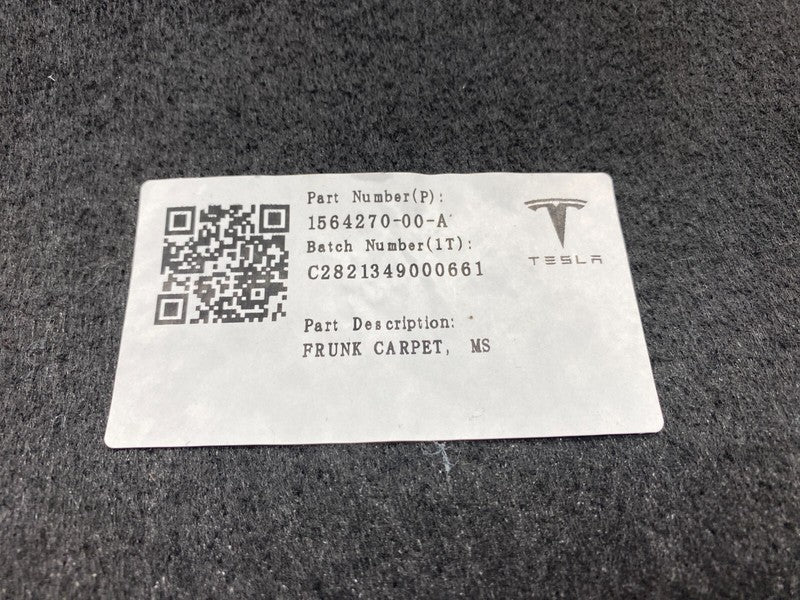 Part Number(P):
1564270-00-A
Batch Number(1T):
C2821349000661
TESLA
Part Description:
FRUNK CARPET, MS